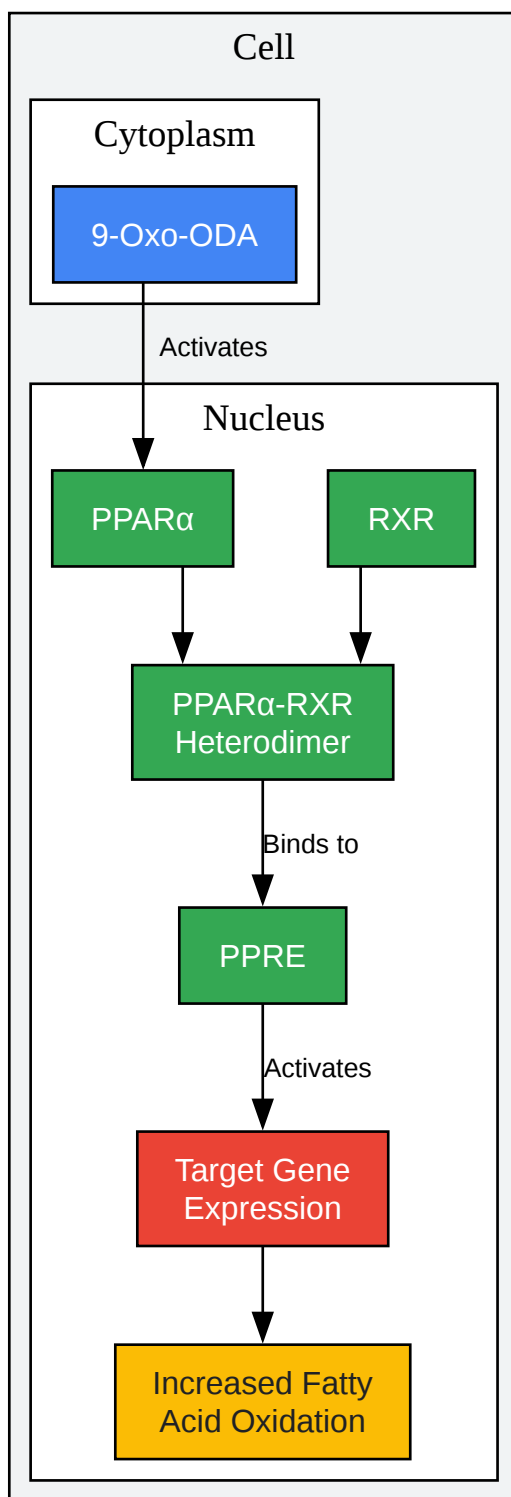 Cell
Cytoplasm
9-Oxo-ODA
Activates
Nucleus
PPARα
RXR
PPARα-RXR
Heterodimer
Binds to
PPRE
Activates
Target Gene
Expression
Increased Fatty
Acid Oxidation